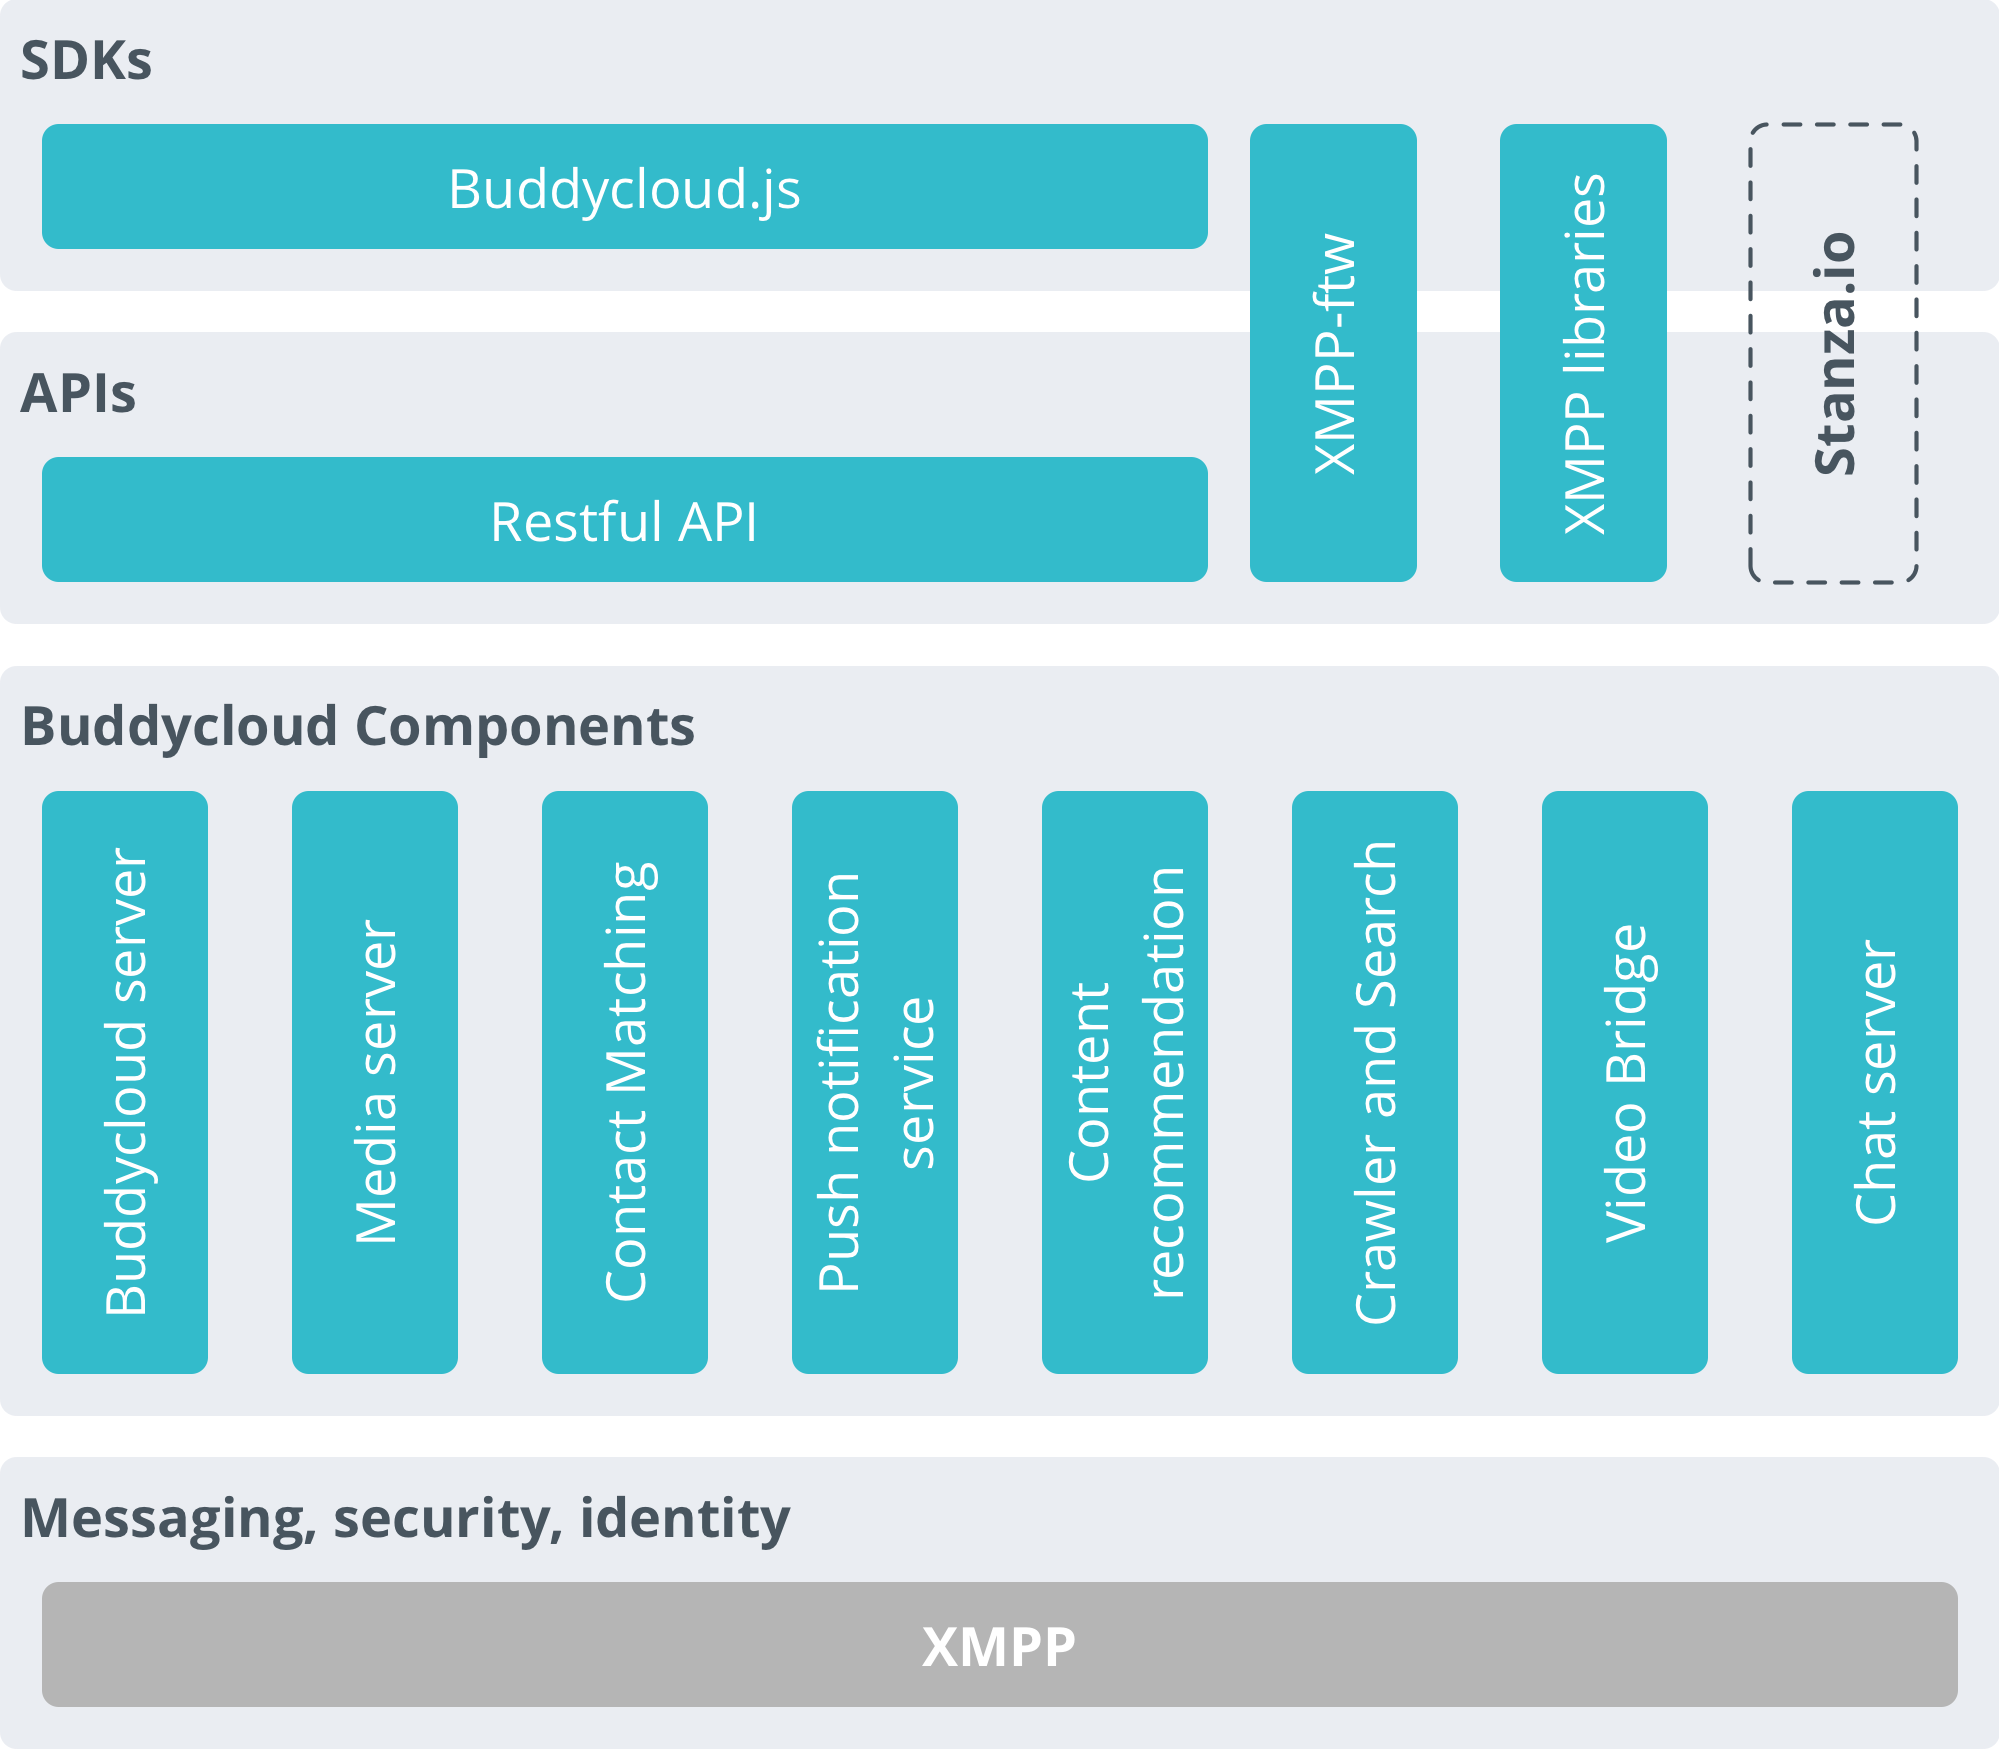 SDKs
Buddycloud.js
XMPP-ftw
XMPP libraries
Stanza.io
APIs
Restful API
Buddycloud Components
Buddycloud server
Media server
Contact Matching
Push notification
service
Content
recommendation
Crawler and Search
Video Bridge
Chat server
Messaging, security, identity
XMPP